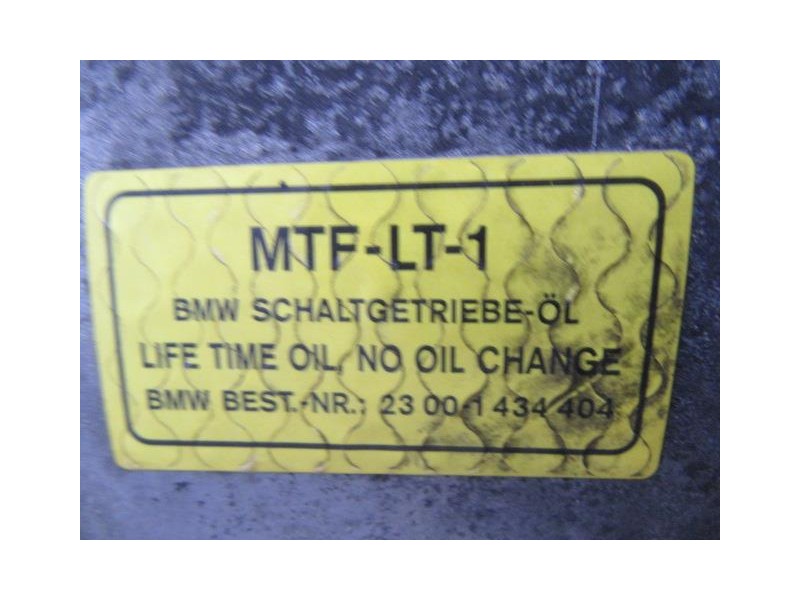 MTF-LT-1
BMW SCHALTGETRIEBE-ÖL
LIFE TIME OIL, NO OIL CHANGE
BMW BEST.-NR.: 23 00-1 434 404